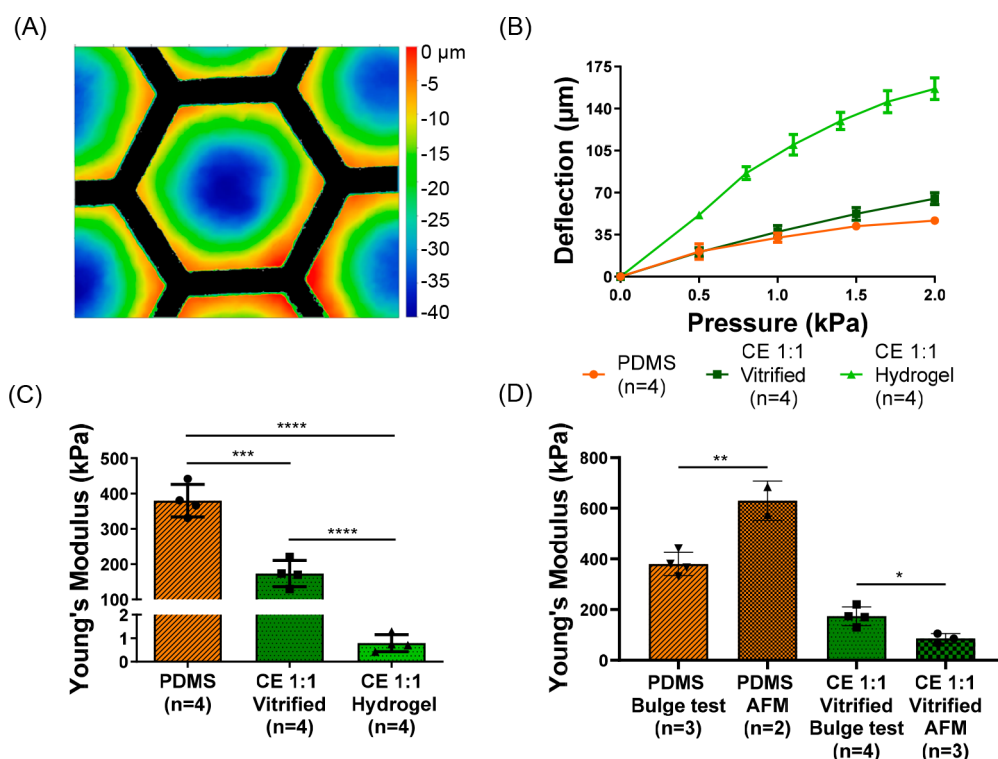 (A)
0 µm
-5
-10
-15
-20
-25
-30
-35
-40
(B)
Deflection (µm)
175
140
105
70
35
0
0.0 0.5 1.0 1.5 2.0
Pressure (kPa)
PDMS
(n=4)
CE 1:1
Vitrified
(n=4)
CE 1:1
Hydrogel
(n=4)
(C)
Young's Modulus (kPa)
500
400
300
200
100
2
1
0
****
***
****
PDMS
(n=4)
CE 1:1
Vitrified
(n=4)
CE 1:1
Hydrogel
(n=4)
(D)
Young's Modulus (kPa)
800
600
400
200
0
**
*
PDMS
Bulge test
(n=3)
PDMS
AFM
(n=2)
CE 1:1
Vitrified
Bulge test
(n=4)
CE 1:1
Vitrified
AFM
(n=3)